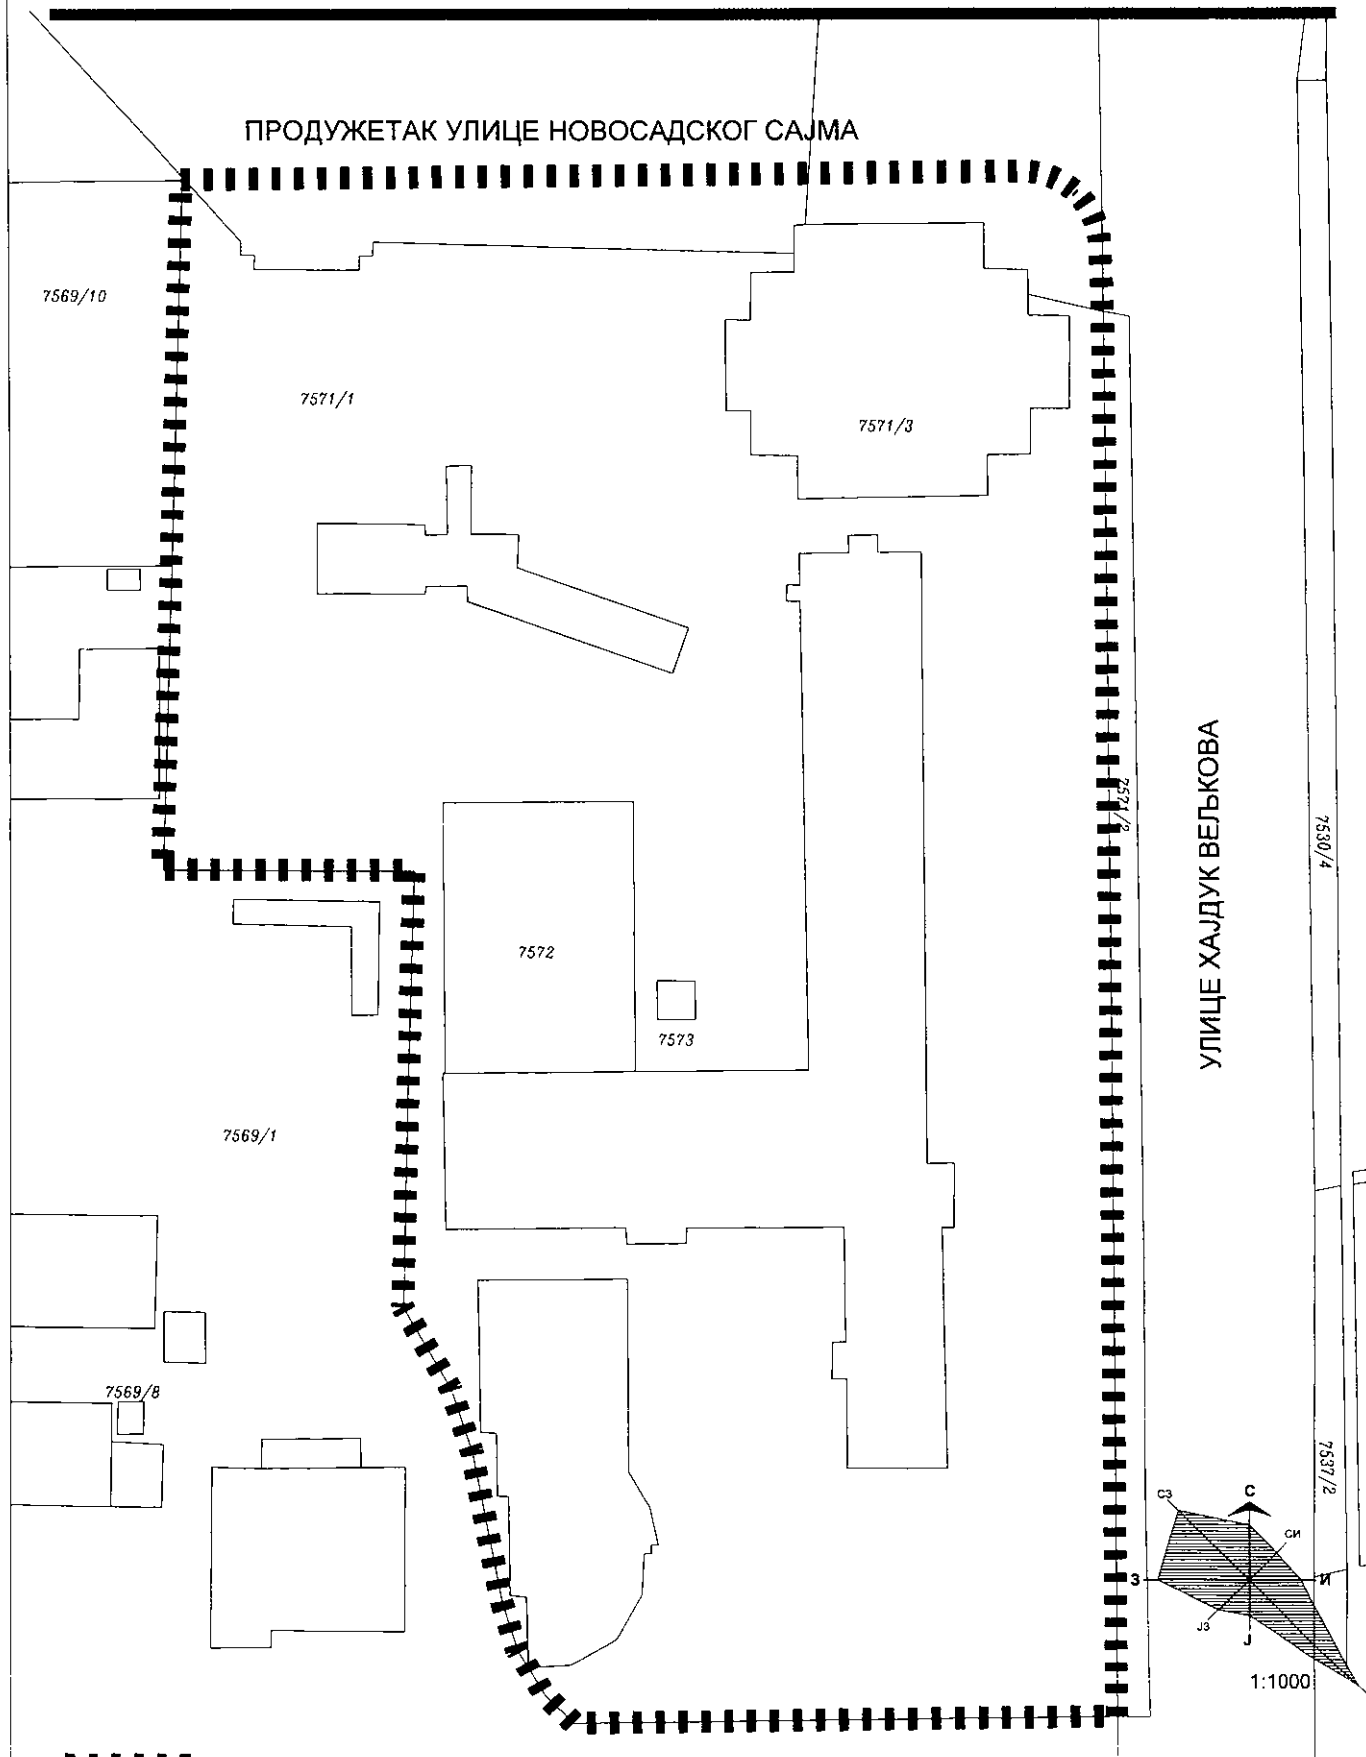 ПРОДУЖЕТАК УЛИЦЕ НОВОСАДСКОГ САЈМА
7569/10
7571/1
7571/3
УЛИЦЕ ХАЈДУК ВЕЉКОВА
7571/2
7530/4
7572
7573
7569/1
7569/8
7537/2
СЗ
С
СИ
З
И
ЈЗ
Ј
1:1000